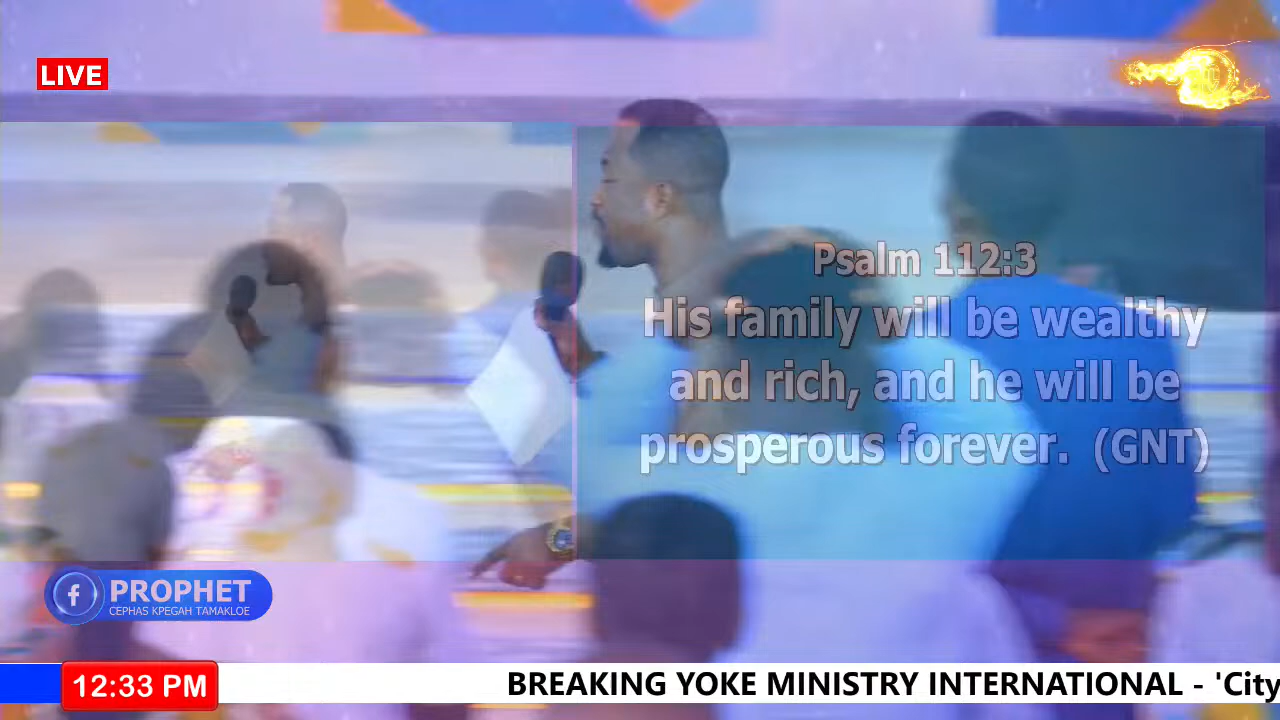 LIVE
Psalm 112:3
His family will be wealthy
and rich, and he will be
prosperous forever. (GNT)
f PROPHET
CEPHAS KPEGAH TAMAKLOE
12:33 PM
BREAKING YOKE MINISTRY INTERNATIONAL - 'City